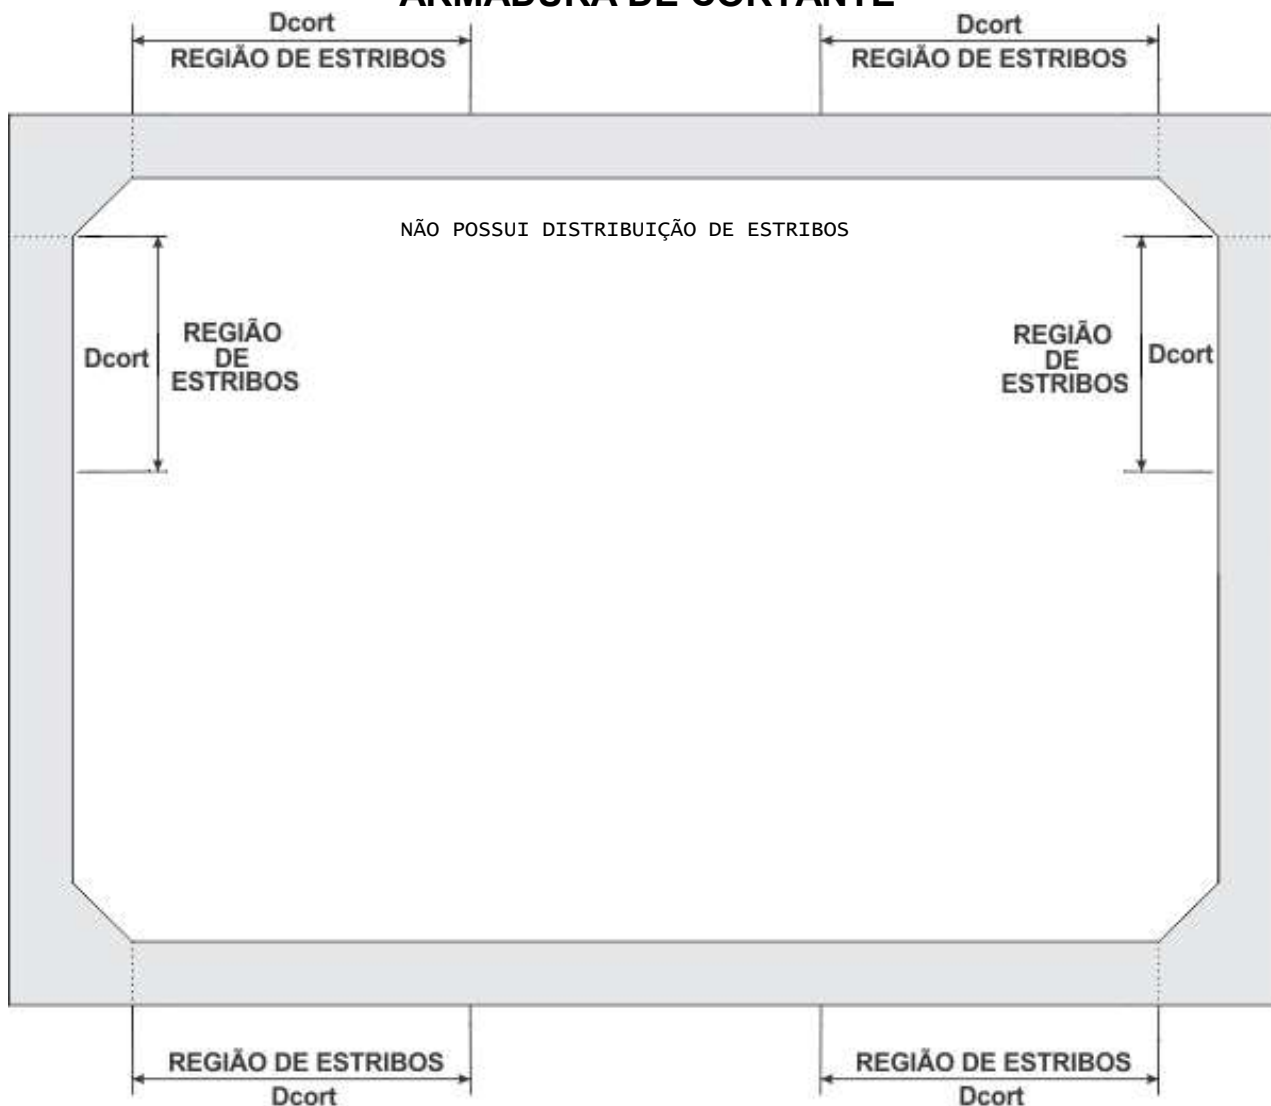 ARMADURA DE CORTANTE
Dcort
REGIÃO DE ESTRIBOS
Dcort
REGIÃO DE ESTRIBOS
NÃO POSSUI DISTRIBUIÇÃO DE ESTRIBOS
Dcort
REGIÃO
DE
ESTRIBOS
REGIÃO
DE
ESTRIBOS
Dcort
REGIÃO DE ESTRIBOS
Dcort
REGIÃO DE ESTRIBOS
Dcort